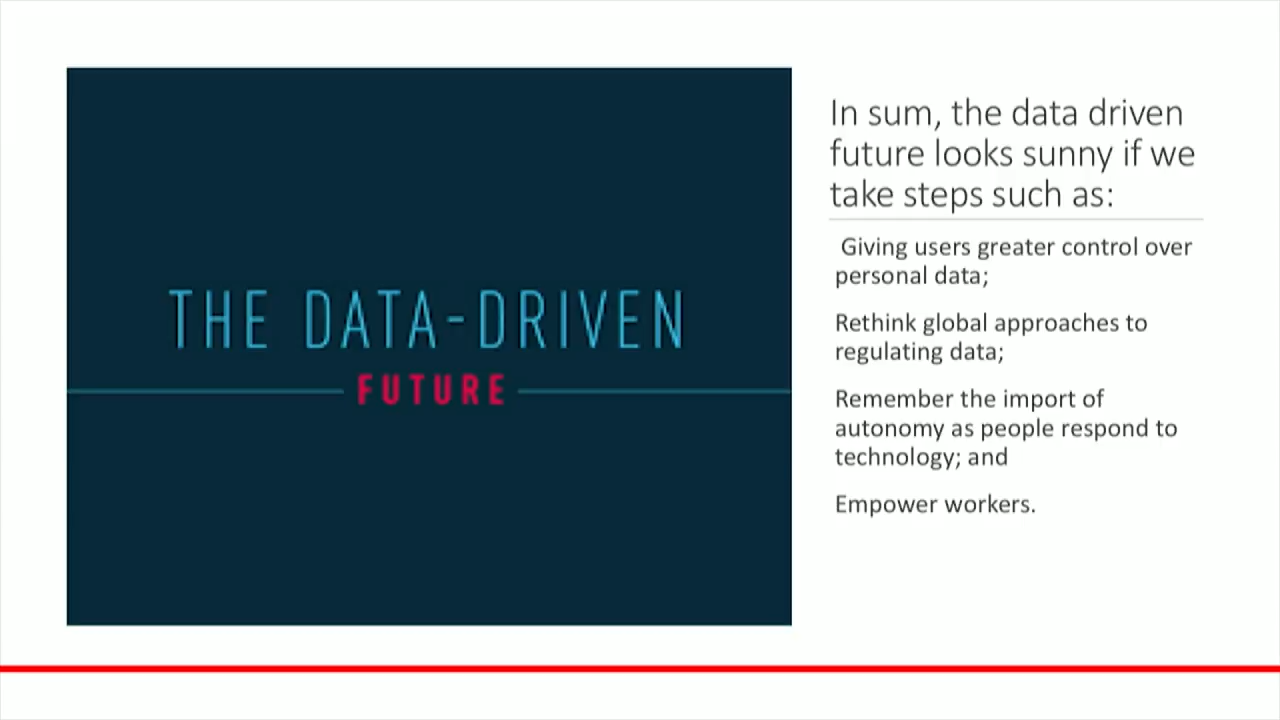 THE DATA-DRIVEN
FUTURE
In sum, the data driven
future looks sunny if we
take steps such as:
Giving users greater control over
personal data;
Rethink global approaches to
regulating data;
Remember the import of
autonomy as people respond to
technology; and
Empower workers.